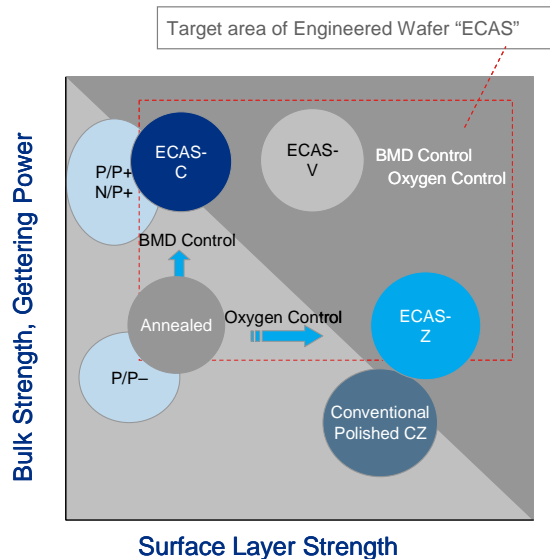 Target area of Engineered Wafer “ECAS”
P/P+
N/P+
ECAS-
C
ECAS-
V
BMD Control
Oxygen Control
BMD Control
Annealed
Oxygen Control
ECAS-
Z
P/P–
Conventional
Polished CZ
Bulk Strength, Gettering Power
Surface Layer Strength